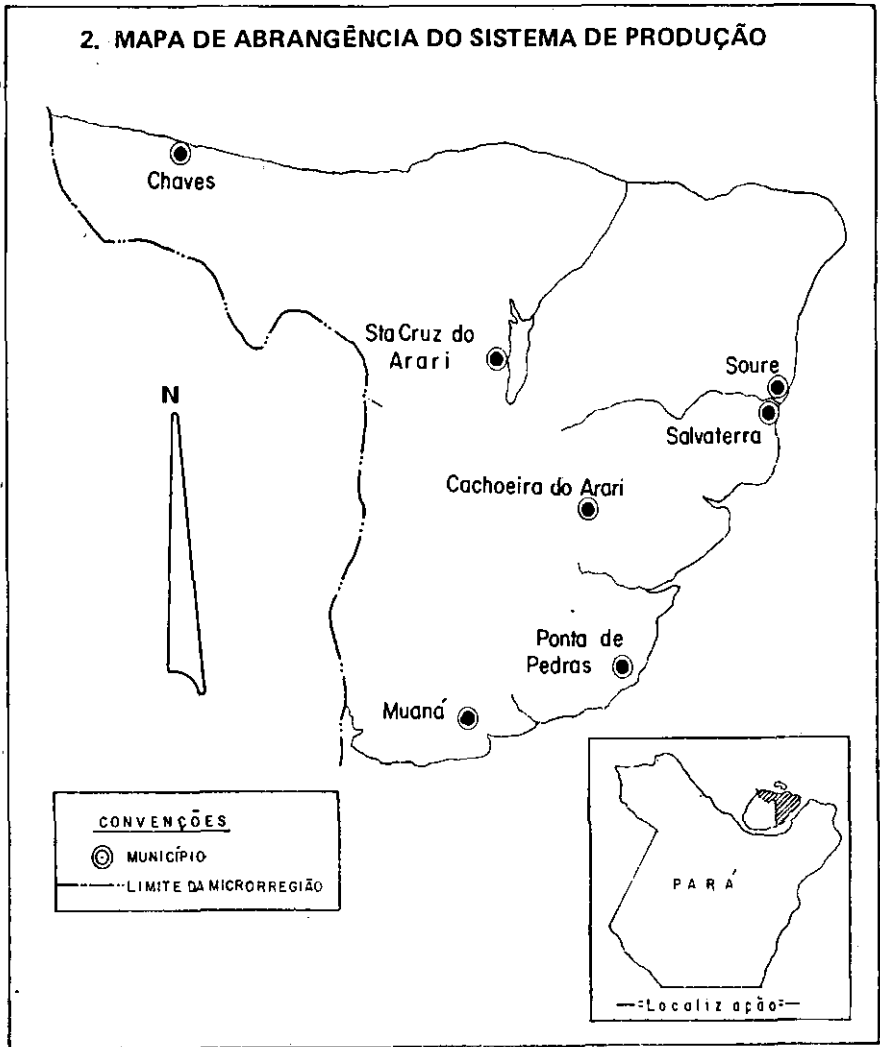 2. MAPA DE ABRANGÊNCIA DO SISTEMA DE PRODUÇÃO
Chaves
Sta Cruz do
Arari
Soure
N
Salvaterra
Cachoeira do Arari
Ponta de
Pedras
Muaná
CONVENÇÕES
MUNICÍPIO
LIMITE DA MICRORREGIÃO
PARÁ
Localização